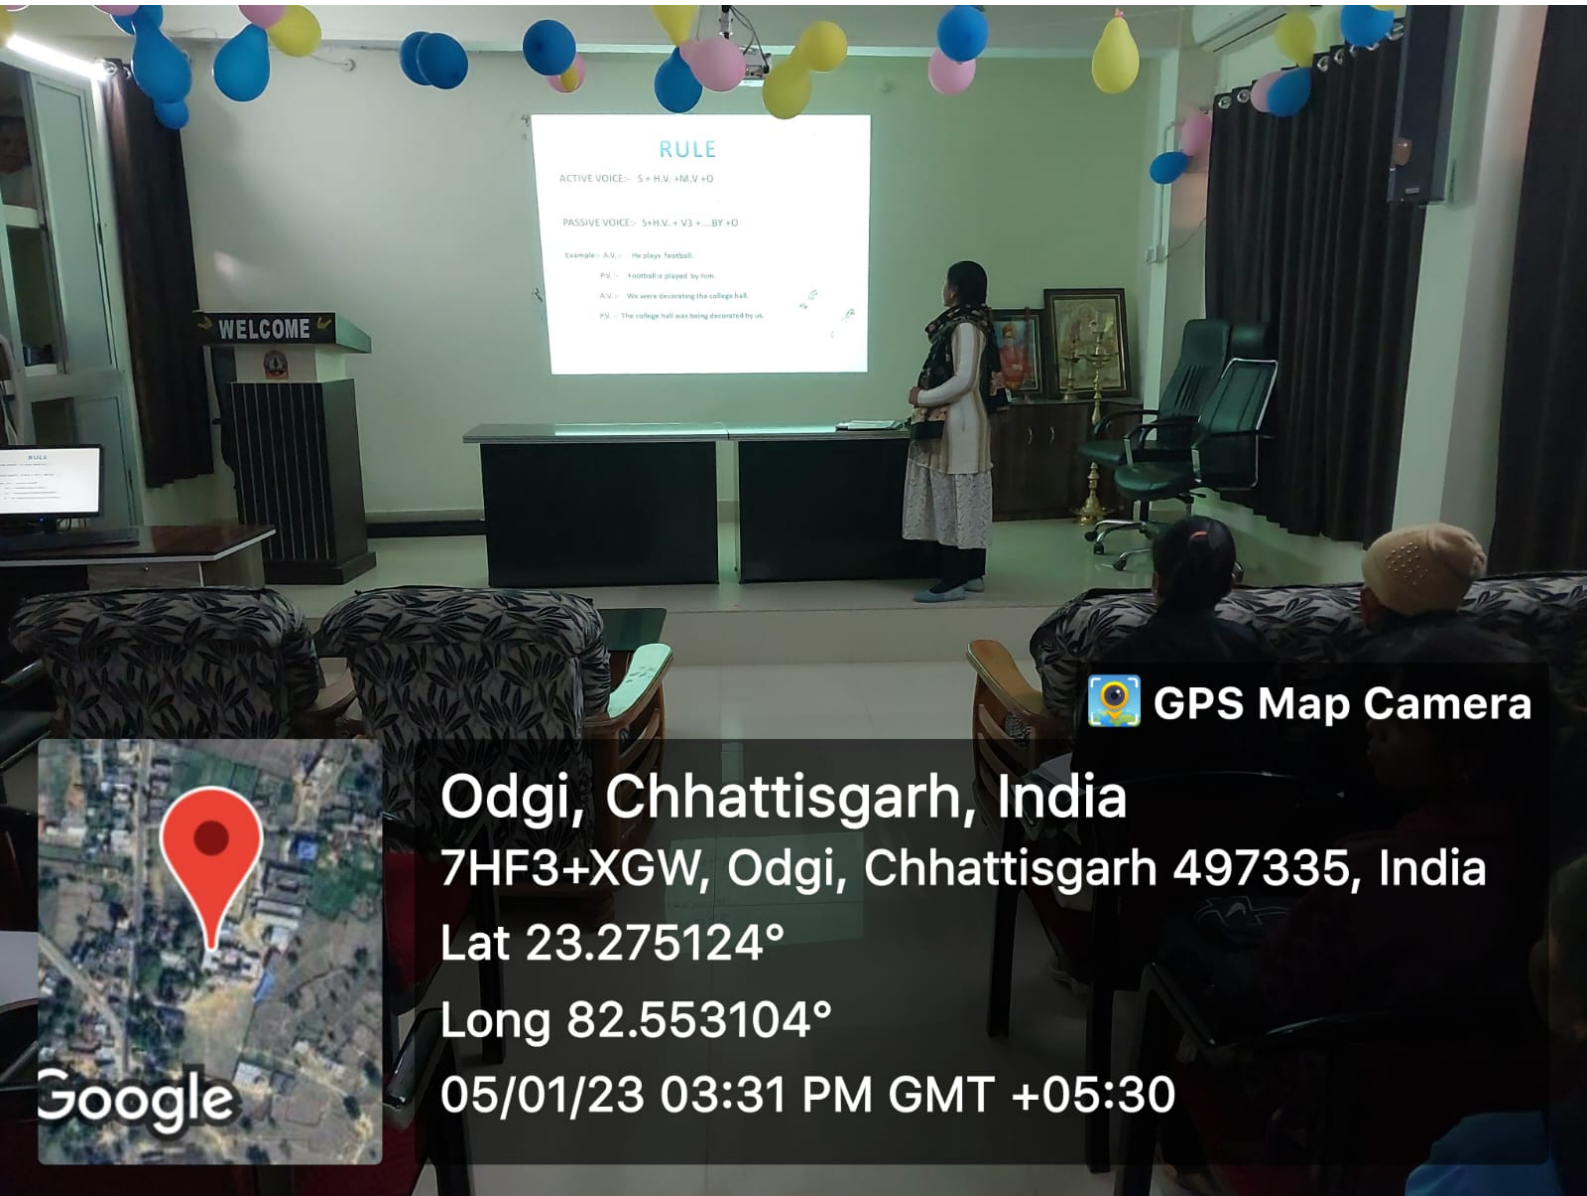 RULE
ACTIVE VOICE:- S + H.V. +M.V +O
PASSIVE VOICE:- S+H.V. + V3 +....BY +O
Example:- A.V.:- He plays football.
P.V. :- Football is played by him.
A.V.:- We were decorating the college hall.
P.V. :- The college hall was being decorated by us.
WELCOME
RULE
GPS Map Camera
Odgi, Chhattisgarh, India
7HF3+XGW, Odgi, Chhattisgarh 497335, India
Lat 23.275124°
Long 82.553104°
05/01/23 03:31 PM GMT +05:30
Google